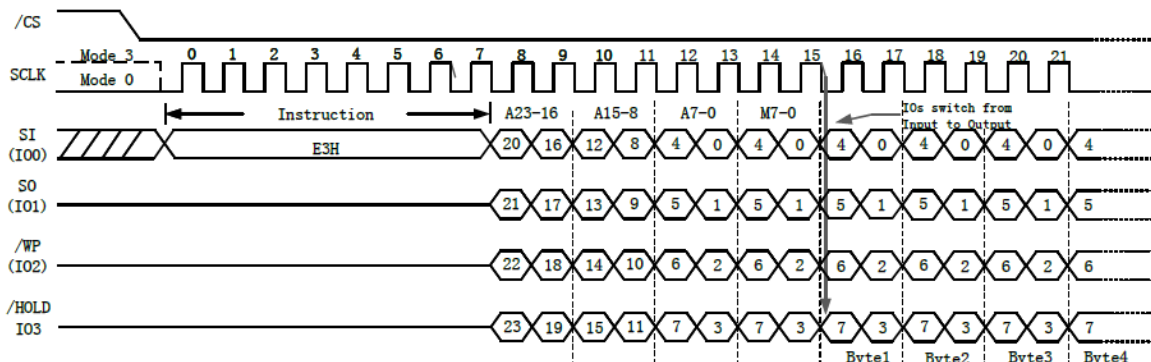 /CS
Mode 3
0 1 2 3 4 5 6 7 8 9 10 11 12 13 14 15 16 17 18 19 20 21
SCLK
Mode 0
Instruction A23-16 A15-8 A7-0 M7-0
IOs switch from
Input to Output
SI
(IO0)
E3H 20 16 12 8 4 0 4 0 4 0 4 0 4 0 4
SO
(IO1)
21 17 13 9 5 1 5 1 5 1 5 1 5 1 5
/WP
(IO2)
22 18 14 10 6 2 6 2 6 2 6 2 6 2 6
/HOLD
IO3
23 19 15 11 7 3 7 3 7 3 7 3 7 3 7
Byte1 Byte2 Byte3 Byte4